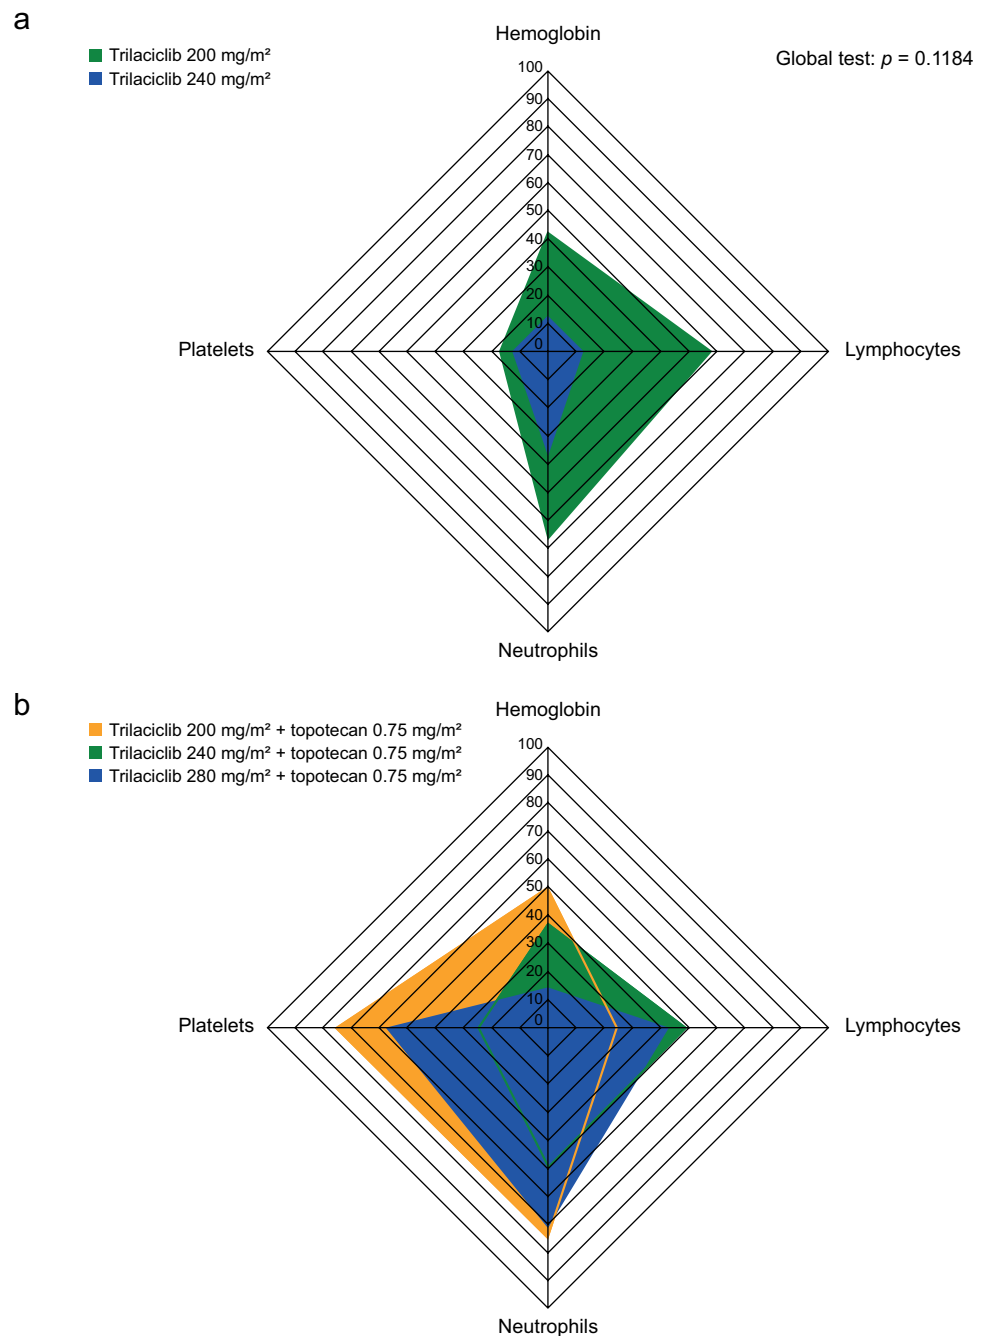 a
Trilaciclib 200 mg/m²
Trilaciclib 240 mg/m²
Global test: p = 0.1184
Hemoglobin
100
90
80
70
60
50
40
30
20
10
0
Platelets
Lymphocytes
Neutrophils
b
Trilaciclib 200 mg/m² + topotecan 0.75 mg/m²
Trilaciclib 240 mg/m² + topotecan 0.75 mg/m²
Trilaciclib 280 mg/m² + topotecan 0.75 mg/m²
Hemoglobin
100
90
80
70
60
50
40
30
20
10
0
Platelets
Lymphocytes
Neutrophils